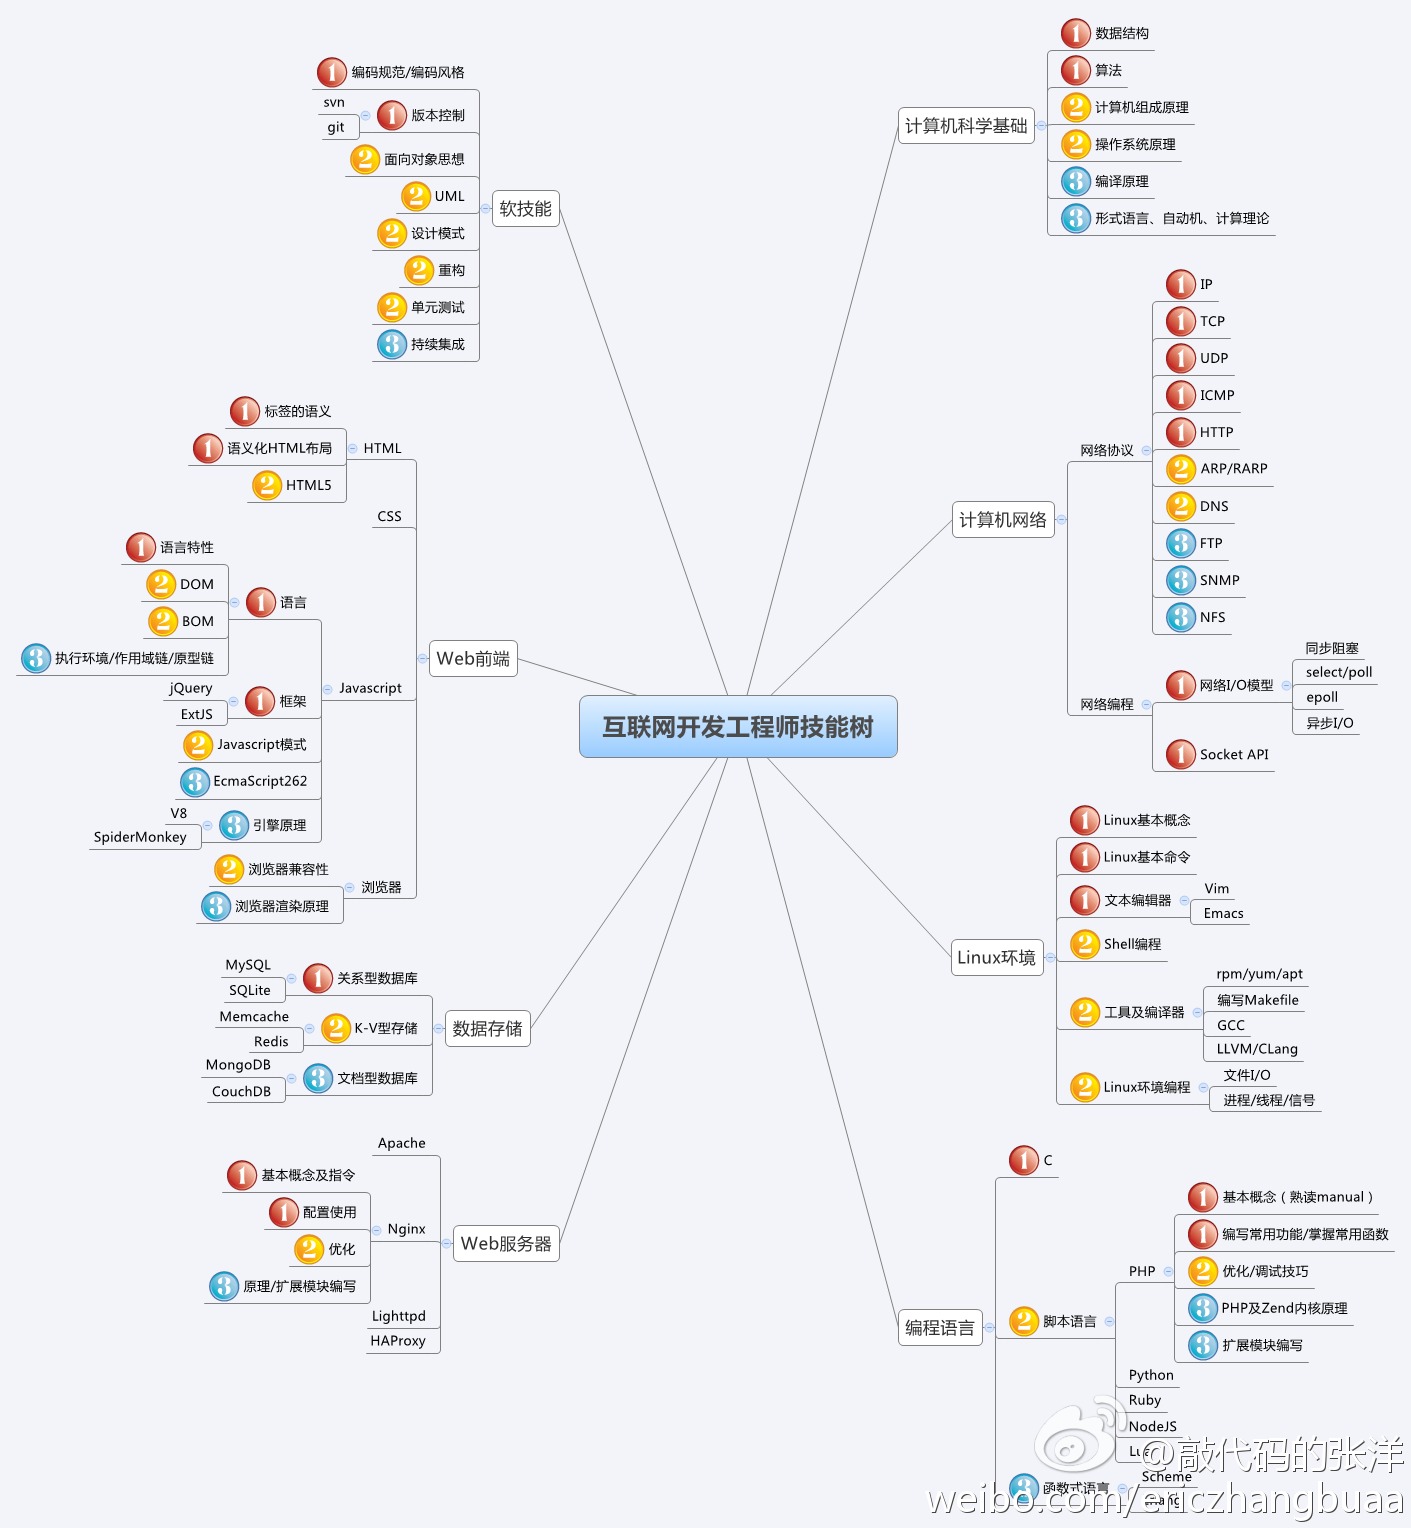 互联网开发工程师技能树
计算机科学基础
1 数据结构
1 算法
2 计算机组成原理
2 操作系统原理
3 编译原理
3 形式语言、自动机、计算理论
计算机网络
网络协议
1 IP
1 TCP
1 UDP
1 ICMP
1 HTTP
2 ARP/RARP
2 DNS
3 FTP
3 SNMP
3 NFS
网络编程
1 网络I/O模型
同步阻塞
select/poll
epoll
异步I/O
1 Socket API
Linux环境
1 Linux基本概念
1 Linux基本命令
1 文本编辑器
Vim
Emacs
2 Shell编程
2 工具及编译器
rpm/yum/apt
编写Makefile
GCC
LLVM/CLang
2 Linux环境编程
文件I/O
进程/线程/信号
编程语言
1 C
2 脚本语言
PHP
1 基本概念（熟读manual）
1 编写常用功能/掌握常用函数
2 优化/调试技巧
3 PHP及Zend内核原理
3 扩展模块编写
Python
Ruby
NodeJS
3 函数式语言
Scheme
软技能
1 编码规范/编码风格
1 版本控制
svn
git
2 面向对象思想
2 UML
2 设计模式
2 重构
2 单元测试
3 持续集成
Web前端
HTML
1 标签的语义
1 语义化HTML布局
2 HTML5
CSS
Javascript
1 语言
1 语言特性
2 DOM
2 BOM
3 执行环境/作用域链/原型链
1 框架
jQuery
ExtJS
2 Javascript模式
3 EcmaScript262
3 引擎原理
V8
SpiderMonkey
浏览器
2 浏览器兼容性
3 浏览器渲染原理
数据存储
1 关系型数据库
MySQL
SQLite
2 K-V型存储
Memcache
Redis
3 文档型数据库
MongoDB
CouchDB
Web服务器
Apache
Nginx
1 基本概念及指令
1 配置使用
2 优化
3 原理/扩展模块编写
Lighttpd
HAProxy
@敲代码的张洋
weibo.com/ericzhangbuaa